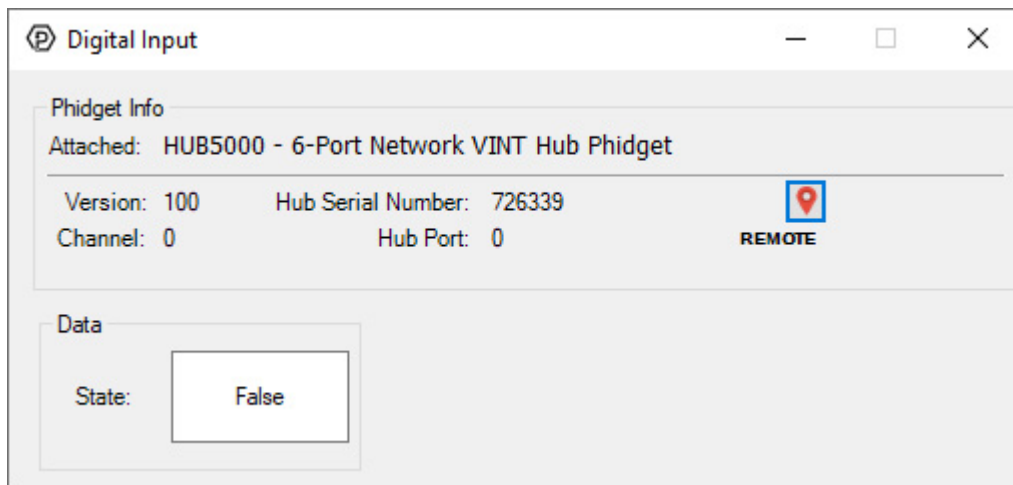 Digital Input
Phidget Info
Attached: HUB5000 - 6-Port Network VINT Hub Phidget
Version: 100 Hub Serial Number: 726339
Channel: 0 Hub Port: 0 REMOTE
Data
State: False